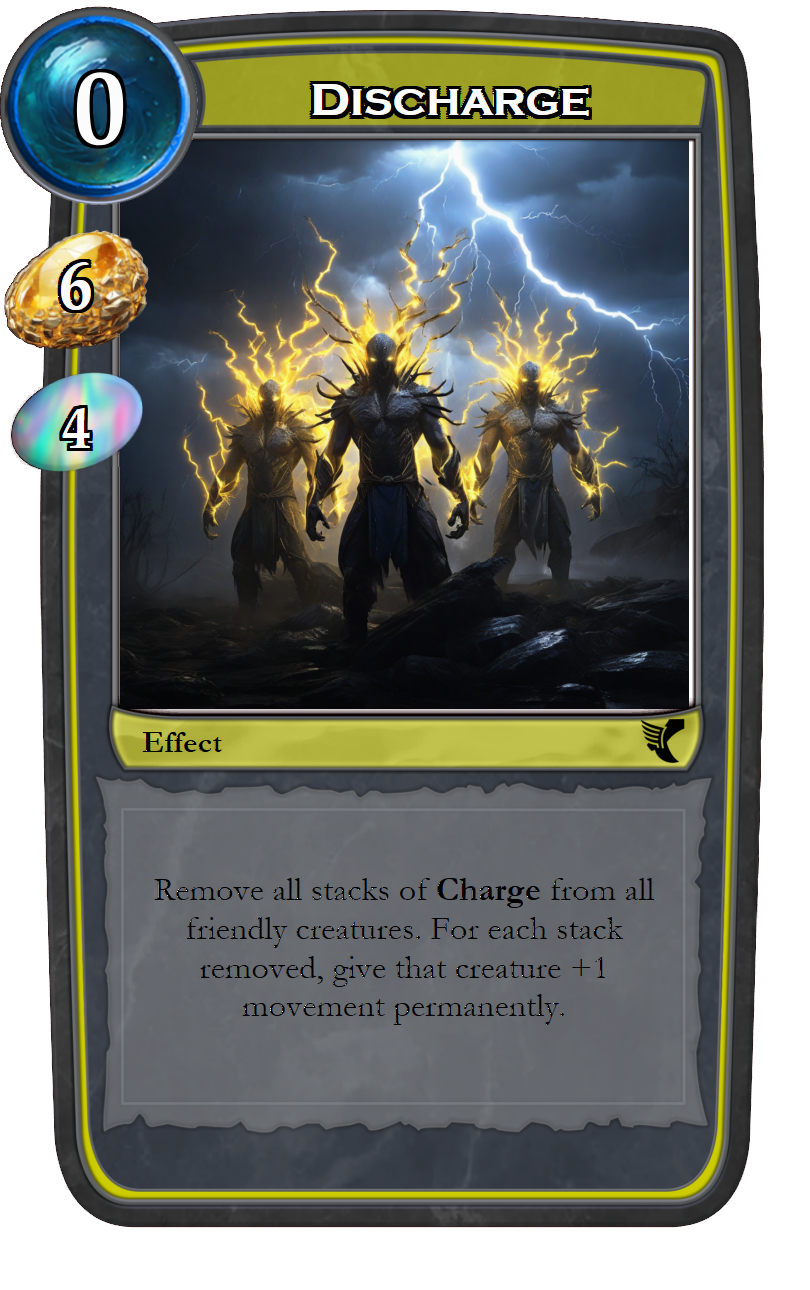 0
Discharge
6
4
Effect
Remove all stacks of Charge from all
friendly creatures. For each stack
removed, give that creature +1
movement permanently.